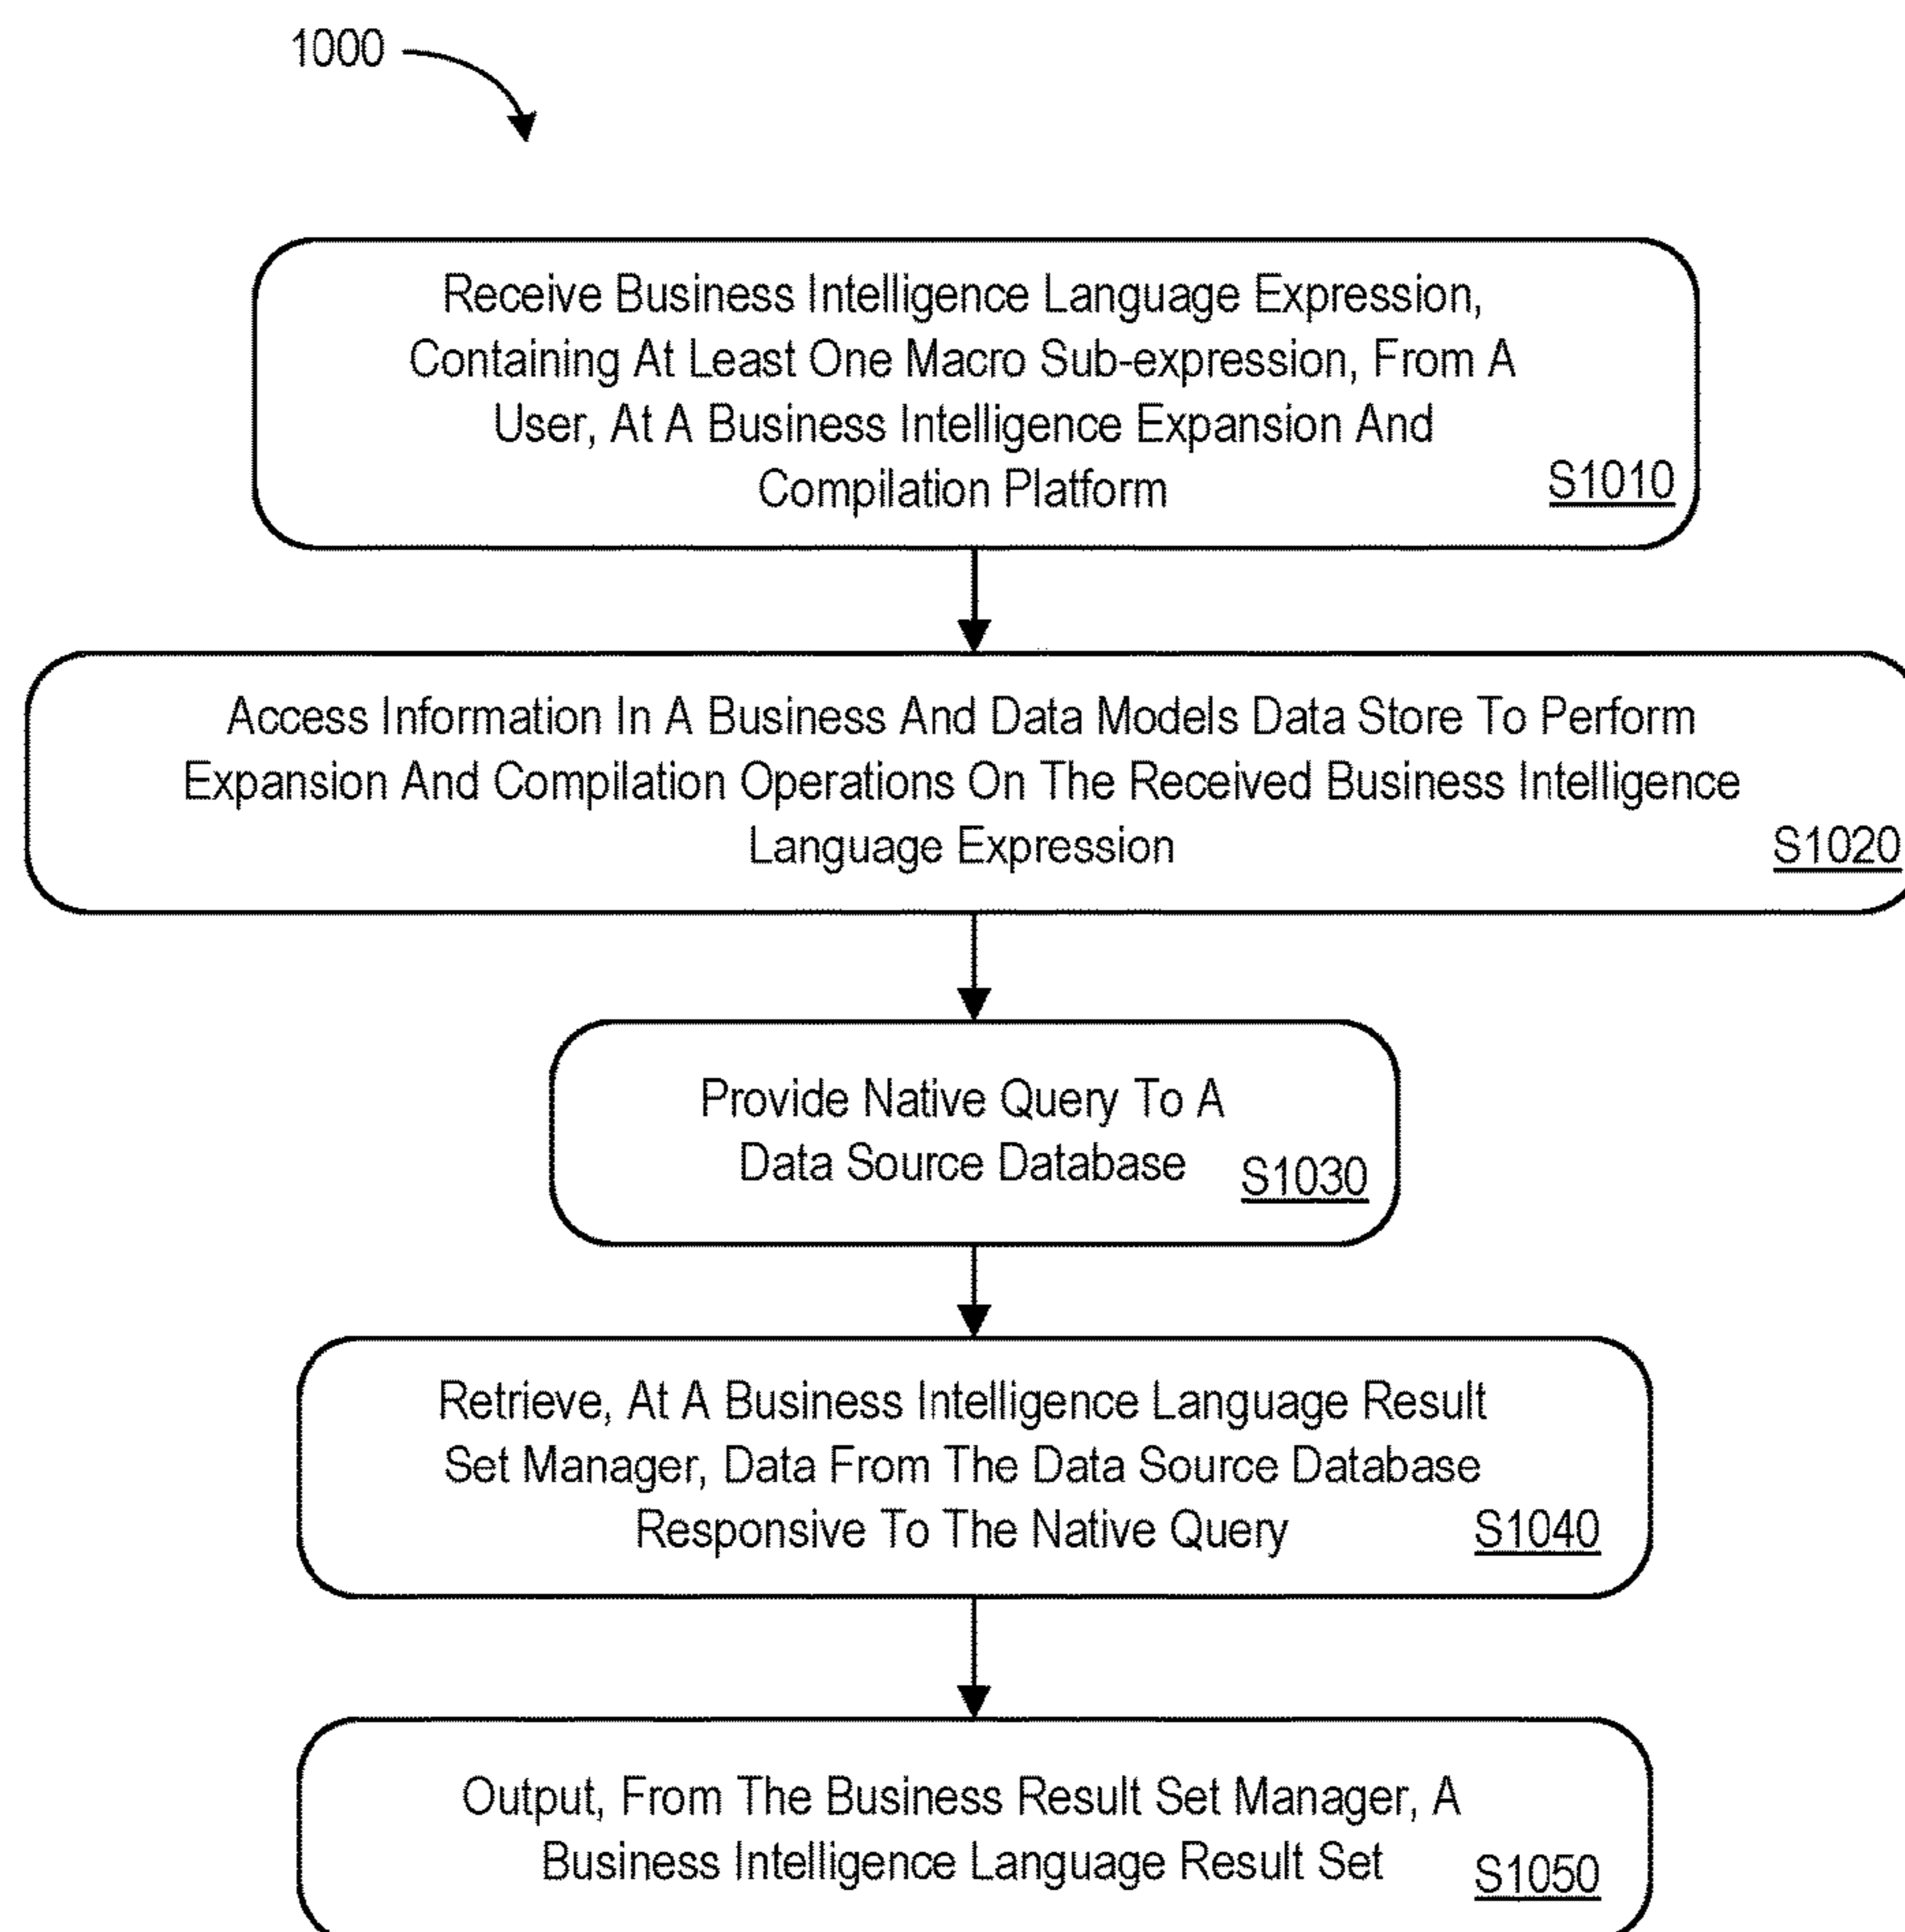 1000
Receive Business Intelligence Language Expression,
Containing At Least One Macro Sub-expression, From A
User, At A Business Intelligence Expansion And
Compilation Platform
S1010
Access Information In A Business And Data Models Data Store To Perform
Expansion And Compilation Operations On The Received Business Intelligence
Language Expression
S1020
Provide Native Query To A
Data Source Database
S1030
Retrieve, At A Business Intelligence Language Result
Set Manager, Data From The Data Source Database
Responsive To The Native Query
S1040
Output, From The Business Result Set Manager, A
Business Intelligence Language Result Set
S1050